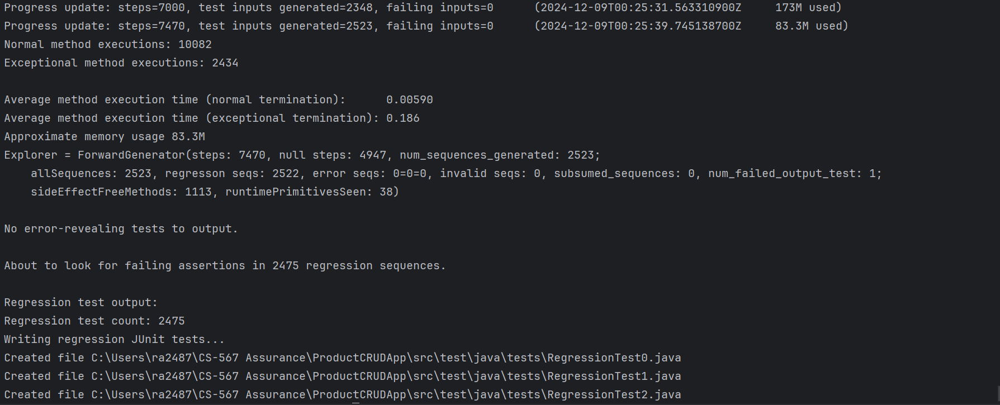 Progress update: steps=7000, test inputs generated=2348, failing inputs=0      (2024-12-09T00:25:31.563310900Z     173M used)
Progress update: steps=7470, test inputs generated=2523, failing inputs=0      (2024-12-09T00:25:39.745138700Z     83.3M used)
Normal method executions: 10082
Exceptional method executions: 2434

Average method execution time (normal termination):      0.00590
Average method execution time (exceptional termination): 0.186
Approximate memory usage 83.3M
Explorer = ForwardGenerator(steps: 7470, null steps: 4947, num_sequences_generated: 2523;
    allSequences: 2523, regresson seqs: 2522, error seqs: 0=0=0, invalid seqs: 0, subsumed_sequences: 0, num_failed_output_test: 1;
    sideEffectFreeMethods: 1113, runtimePrimitivesSeen: 38)

No error-revealing tests to output.

About to look for failing assertions in 2475 regression sequences.

Regression test output:
Regression test count: 2475
Writing regression JUnit tests...
Created file C:\Users\ra2487\CS-567 Assurance\ProductCRUDApp\src\test\java\tests\RegressionTest0.java
Created file C:\Users\ra2487\CS-567 Assurance\ProductCRUDApp\src\test\java\tests\RegressionTest1.java
Created file C:\Users\ra2487\CS-567 Assurance\ProductCRUDApp\src\test\java\tests\RegressionTest2.java